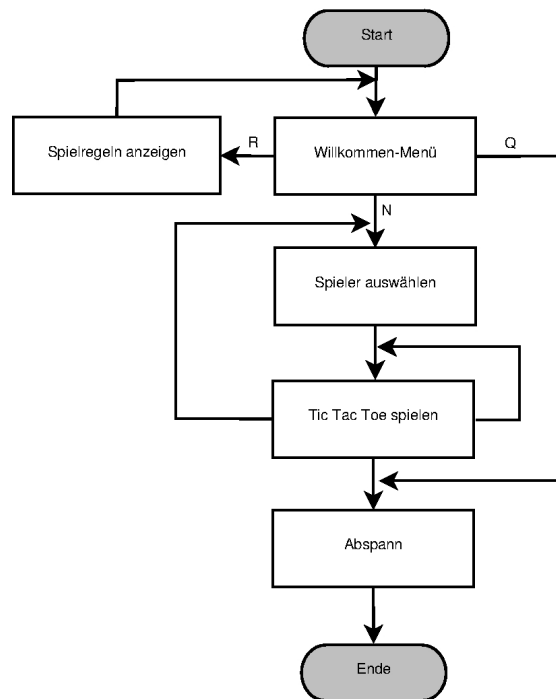 Start
Spielregeln anzeigen
R
Willkommen-Menü
Q
N
Spieler auswählen
Tic Tac Toe spielen
Abspann
Ende